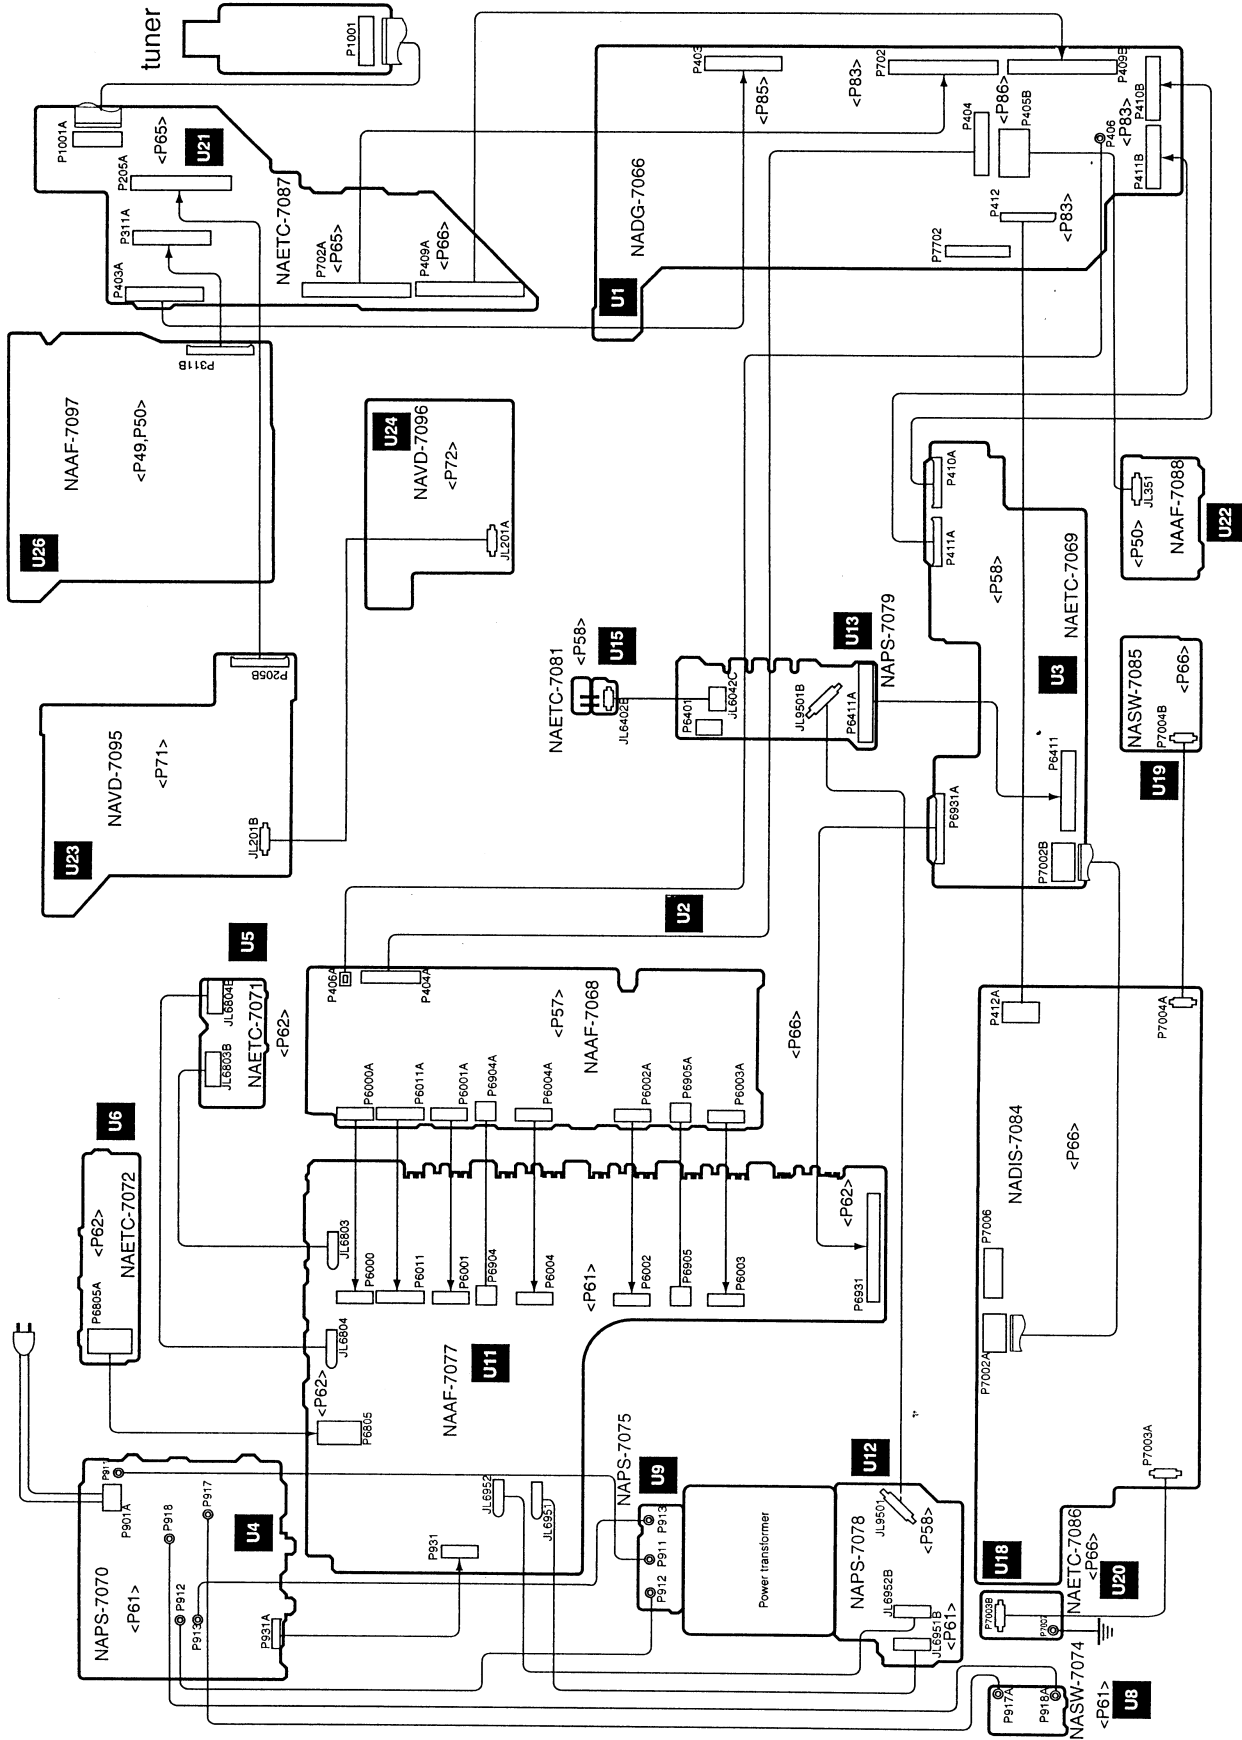 tuner
P1001
P1001A
P205A
<P65>
U21
P311A
P403A
NAETC-7087
P702A
<P65>
P409A
<P66>
P403
<P85>
P702
<P83>
<P86>
P409B
P404
P405B
P406
<P83>
P410B
P411B
P412
<P83>
P7702
NADG-7066
U1
NAAF-7097
<P49,P50>
P311B
U26
U24
NAVD-7096
<P72>
JL201A
NAVD-7095
<P71>
P205B
JL201B
U23
NAETC-7081
<P58>
U15
JL6402B
P6401
JL6042C
JL9501B
P6411A
U13
NAPS-7079
P410A
P411A
<P58>
NAETC-7069
U3
P6931A
P6411
P7002B
JL351
<P50>
NAAF-7088
U22
NASW-7085
<P66>
P7004B
U19
U2
U5
JL6804B
JL6803B
NAETC-7071
<P62>
P406A
P404A
<P57>
NAAF-7068
P6000A
P6011A
P6001A
P6904A
P6004A
P6002A
P6905A
P6003A
<P66>
U6
<P62>
NAETC-7072
P6805A
JL6803
JL6804
P6000
P6011
P6001
P6904
P6004
<P61>
P6002
P6905
P6003
<P62>
P6931
NAAF-7077
U11
<P62>
P6805
JL6952
JL6951
P931
P901A
P918
P917
U4
P912
P913
P931A
NAPS-7070
<P61>
NAPS-7075
U9
P913
P911
P912
Power transformer
U12
NAPS-7078
JL9501
<P58>
JL6952B
JL6951B
<P61>
P412A
P7004A
NADIS-7084
<P66>
P7006
P7002A
P7003A
U18
NAETC-7086
<P66>
U20
P7003B
P7007
NASW-7074
<P61>
U8
P917A
P918A